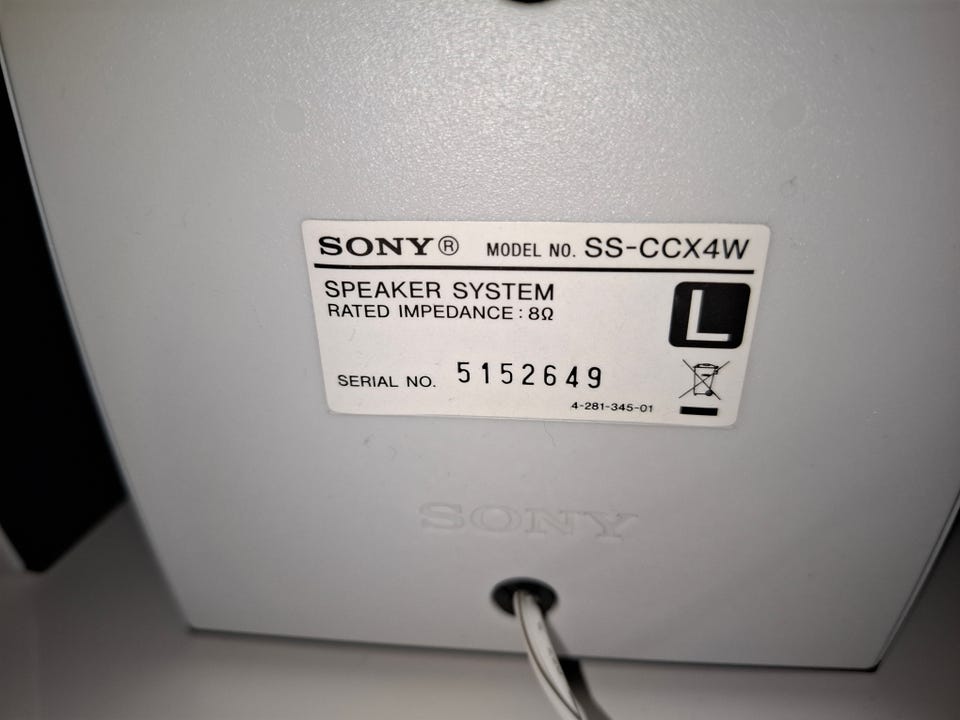 SONY® MODEL NO. SS-CCX4W
SPEAKER SYSTEM
RATED IMPEDANCE: 8Ω
L
SERIAL NO. 5152649
4-281-345-01
SONY